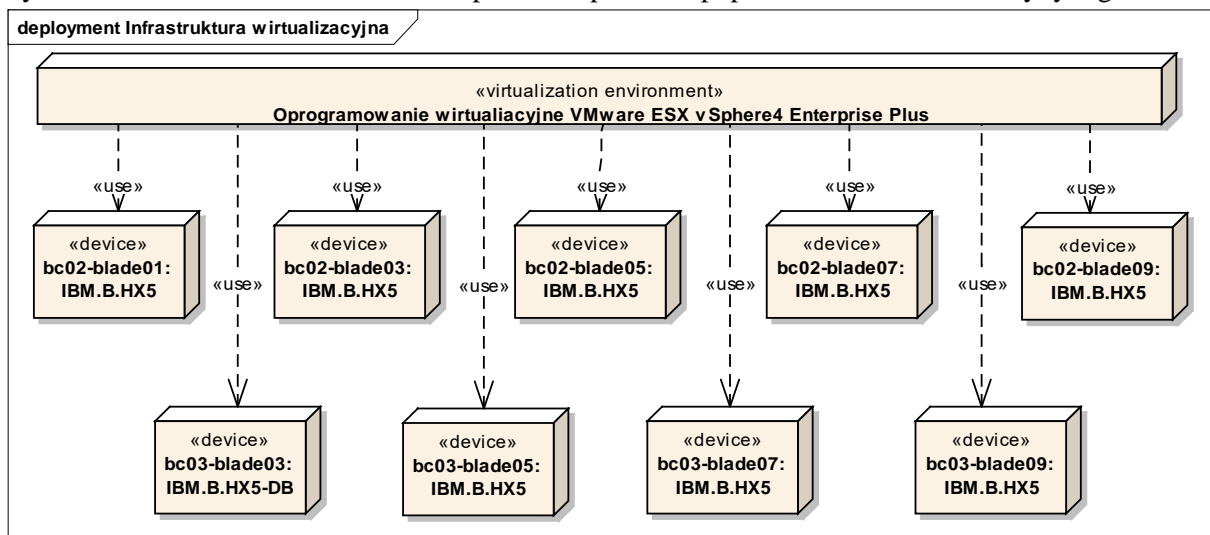 deployment Infrastruktura wirtualizacyjna
«virtualization environment»
Oprogramowanie wirtualiacyjne VMware ESX vSphere4 Enterprise Plus
«use» «use» «use» «use» «use»
«device» «device» «device» «device» «device»
bc02-blade01: bc02-blade03: bc02-blade05: bc02-blade07: bc02-blade09:
IBM.B.HX5 IBM.B.HX5 IBM.B.HX5 IBM.B.HX5 IBM.B.HX5
«use» «use» «use» «use»
«device» «device» «device» «device»
bc03-blade03: bc03-blade05: bc03-blade07: bc03-blade09:
IBM.B.HX5-DB IBM.B.HX5 IBM.B.HX5 IBM.B.HX5